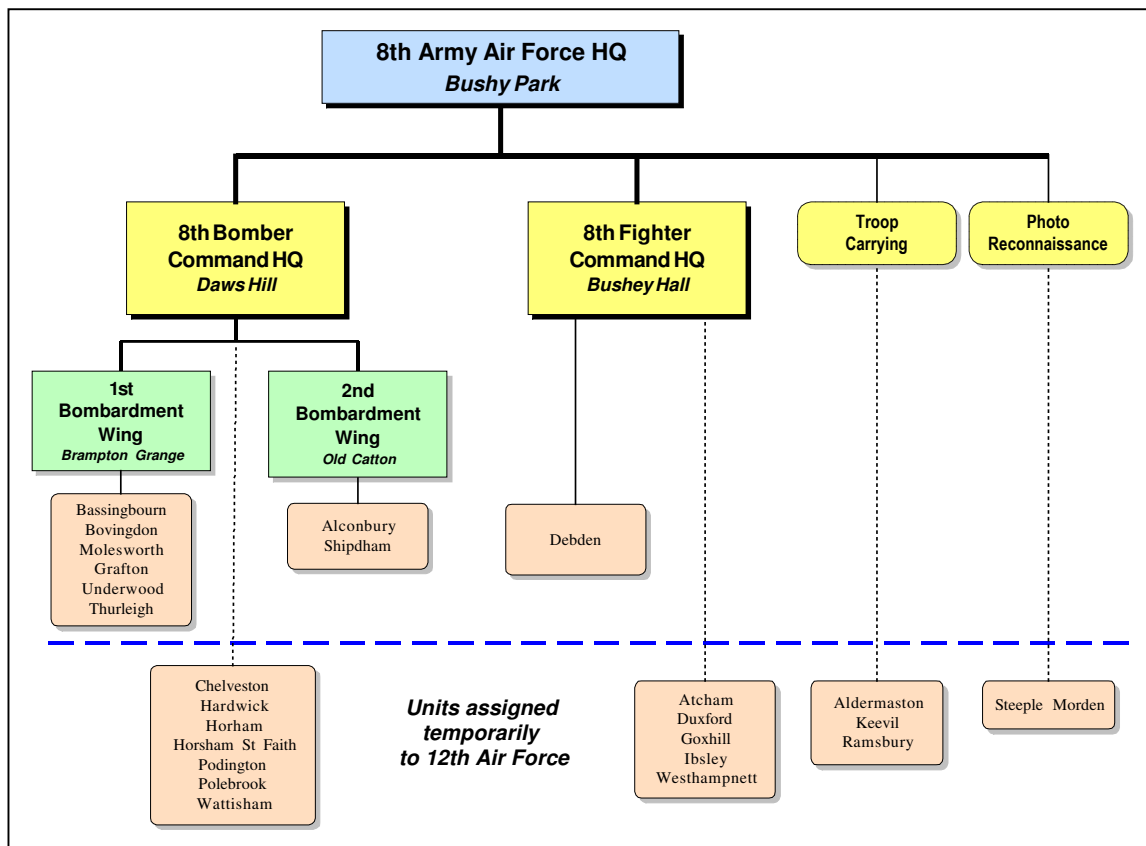 8th Army Air Force HQ
Bushy Park
8th Bomber
Command HQ
Daws Hill
8th Fighter
Command HQ
Bushey Hall
Troop
Carrying
Photo
Reconnaissance
1st
Bombardment
Wing
Brampton Grange
2nd
Bombardment
Wing
Old Catton
Bassingbourn
Bovingdon
Molesworth
Grafton
Underwood
Thurleigh
Alconbury
Shipdham
Debden
Chelveston
Hardwick
Horham
Horsham St Faith
Podington
Polebrook
Wattisham
Units assigned
temporarily
to 12th Air Force
Atcham
Duxford
Goxhill
Ibsley
Westhampnett
Aldermaston
Keevil
Ramsbury
Steeple Morden